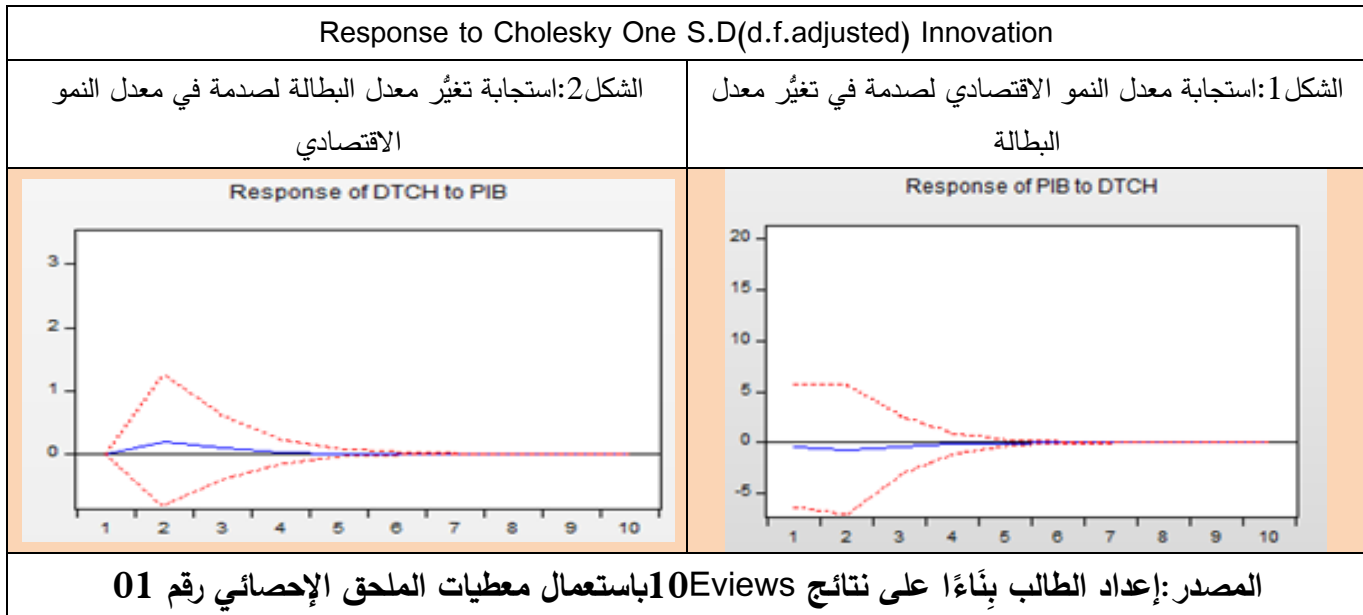 Response to Cholesky One S.D(d.f.adjusted) Innovation
الشكل1:استجابة معدل النمو الاقتصادي لصدمة في تغيُّر معدل
البطالة
الشكل2:استجابة تغيُّر معدل البطالة لصدمة في معدل النمو
الاقتصادي
Response of PIB to DTCH
20
15
10
5
0
-5
1 2 3 4 5 6 7 8 9 10
Response of DTCH to PIB
3
2
1
0
1 2 3 4 5 6 7 8 9 10
المصدر:إعداد الطالب بِنَاءًا على نتائج Eviews10باستعمال معطيات الملحق الإحصائي رقم 01